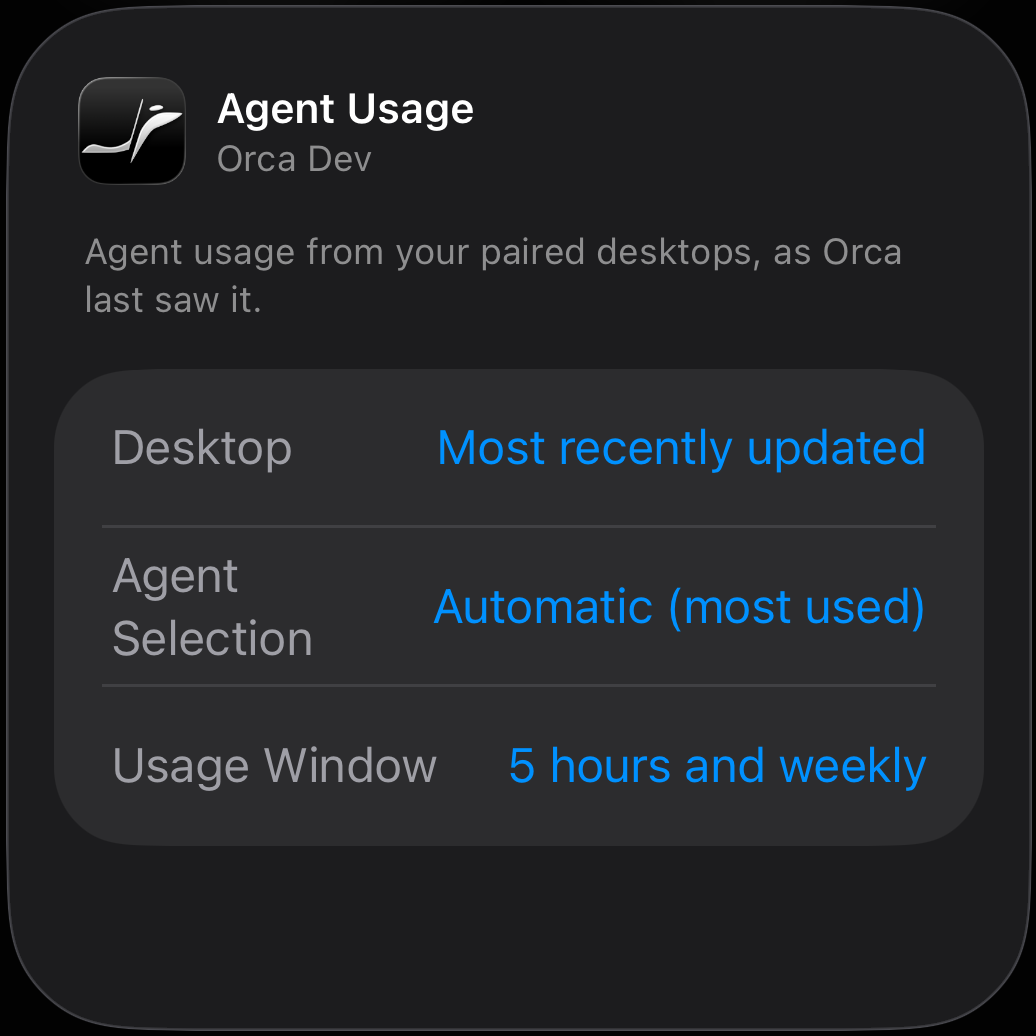 Agent Usage
Orca Dev
Agent usage from your paired desktops, as Orca
last saw it.
Desktop Most recently updated
Agent
Selection Automatic (most used)
Usage Window 5 hours and weekly